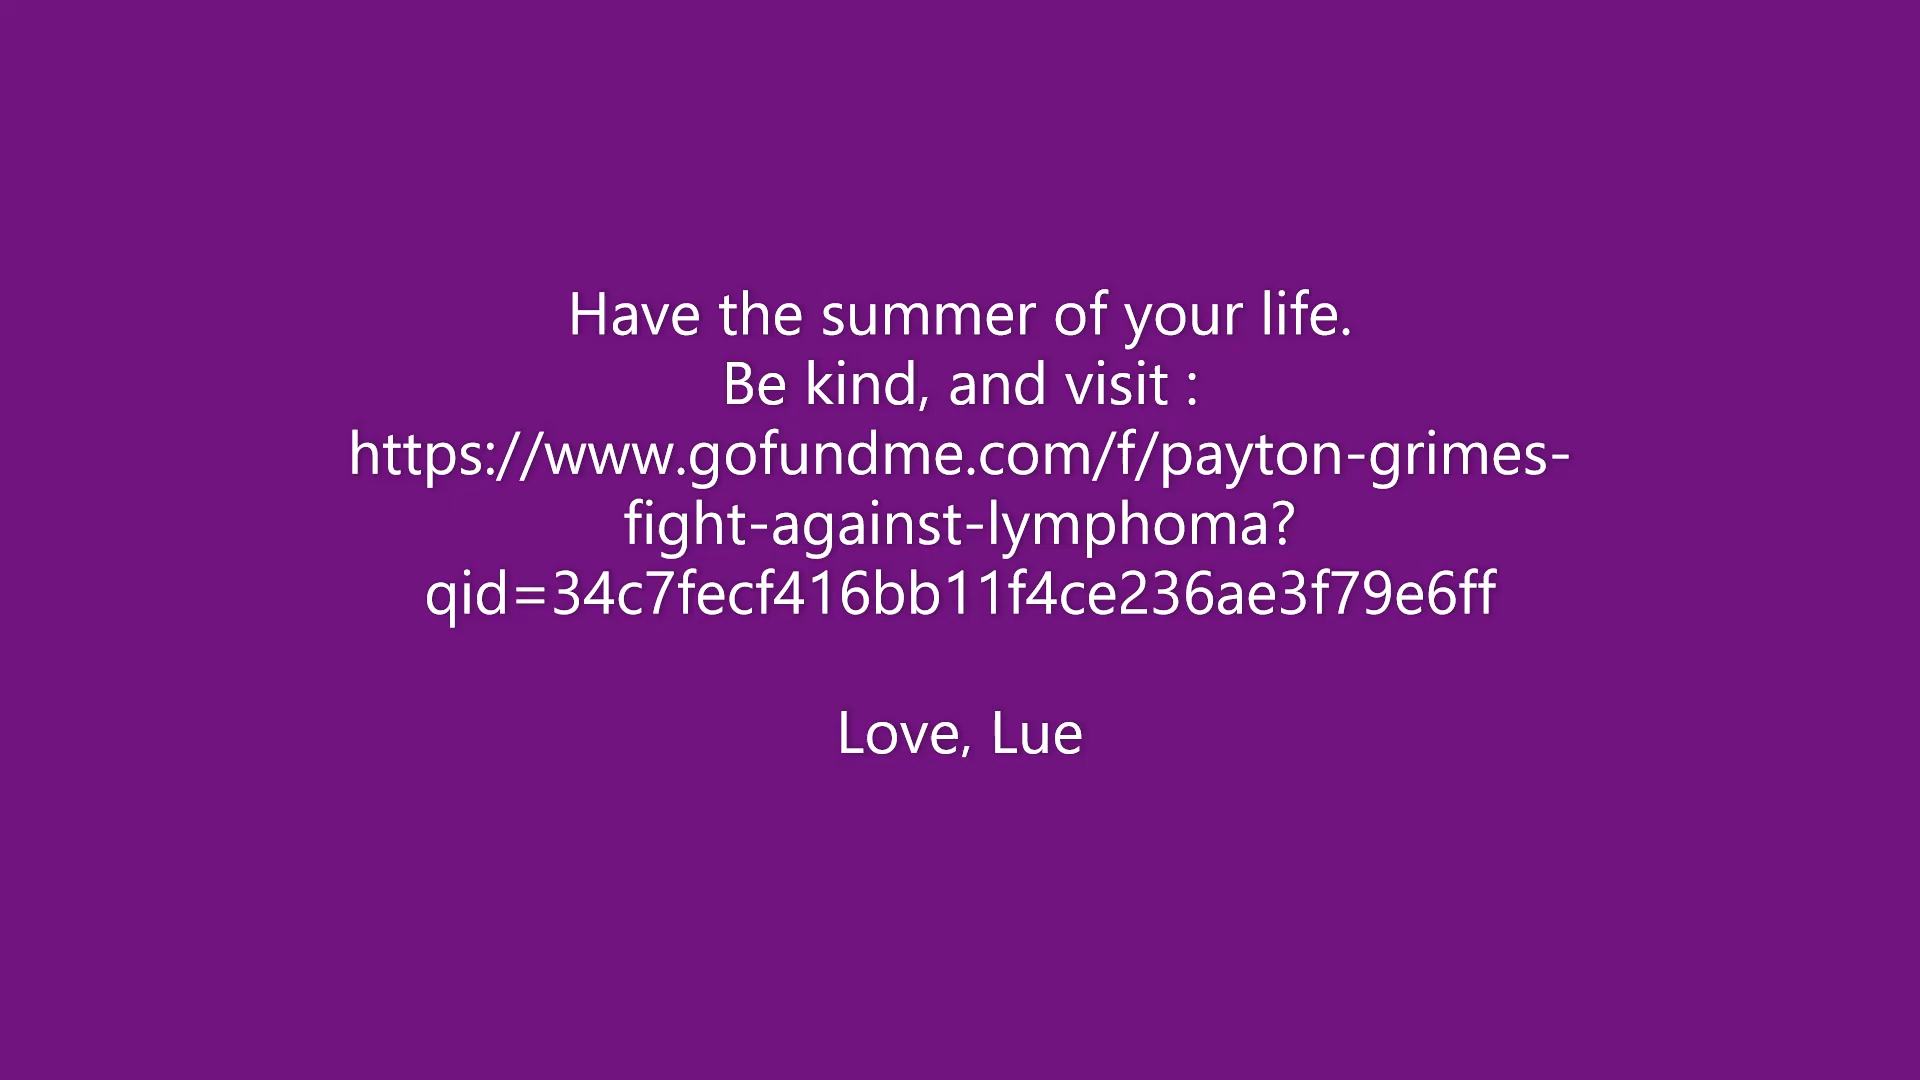 Have the summer of your life.
Be kind, and visit :
https://www.gofundme.com/f/payton-grimes-
fight-against-lymphoma?
qid=34c7fecf416bb11f4ce236ae3f79e6ff
Love, Lue